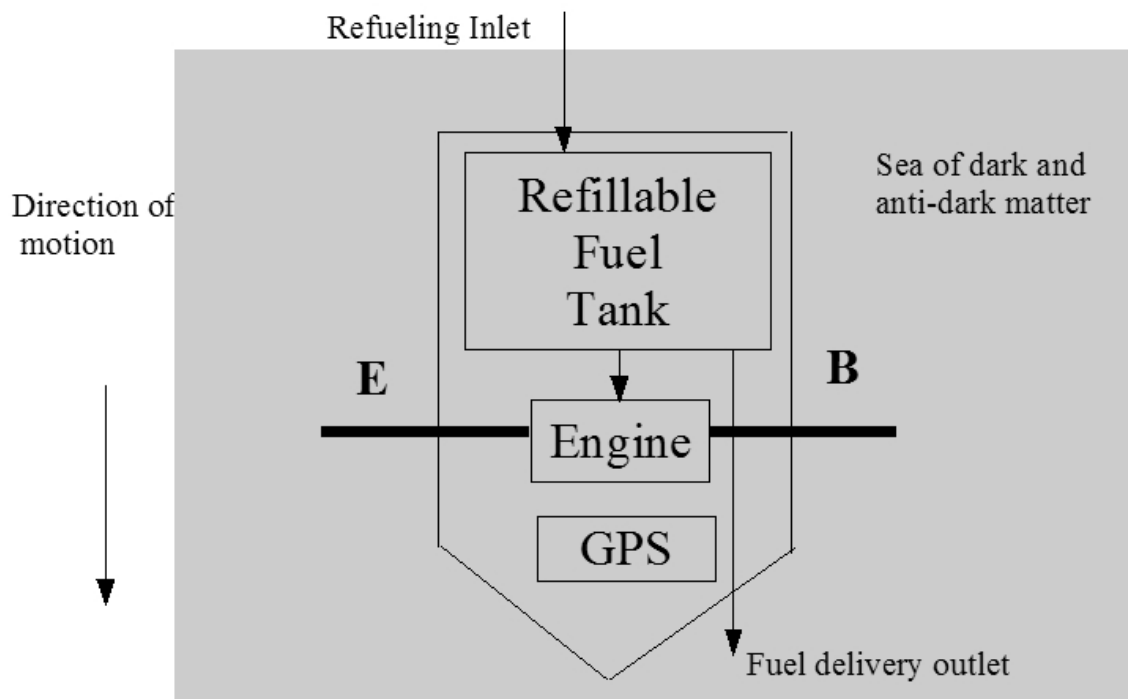 Refueling Inlet
Refillable
Fuel
Tank
Sea of dark and
anti-dark matter
Direction of
motion
E
B
Engine
GPS
Fuel delivery outlet